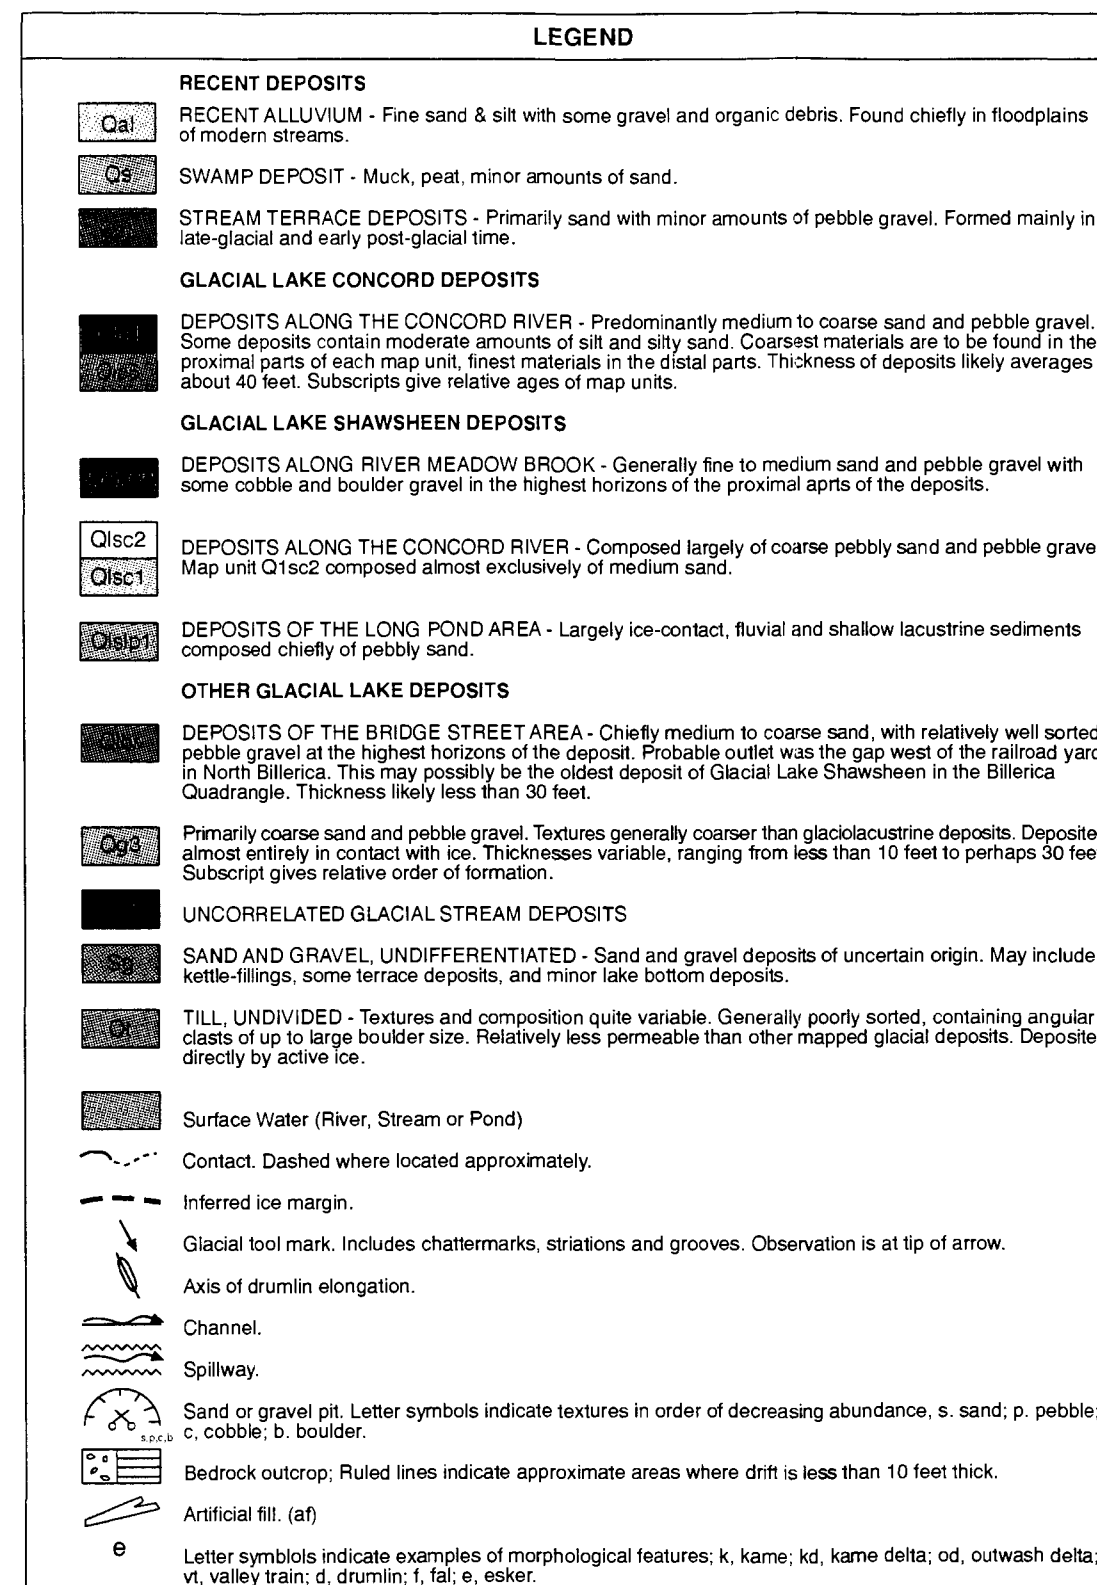 LEGEND
RECENT DEPOSITS
Qal
RECENT ALLUVIUM - Fine sand & silt with some gravel and organic debris. Found chiefly in floodplains
of modern streams.
Qs
SWAMP DEPOSIT - Muck, peat, minor amounts of sand.
STREAM TERRACE DEPOSITS - Primarily sand with minor amounts of pebble gravel. Formed mainly in
late-glacial and early post-glacial time.
GLACIAL LAKE CONCORD DEPOSITS
DEPOSITS ALONG THE CONCORD RIVER - Predominantly medium to coarse sand and pebble gravel.
Some deposits contain moderate amounts of silt and silty sand. Coarsest materials are to be found in the
proximal parts of each map unit, finest materials in the distal parts. Thickness of deposits likely averages
about 40 feet. Subscripts give relative ages of map units.
GLACIAL LAKE SHAWSHEEN DEPOSITS
DEPOSITS ALONG RIVER MEADOW BROOK - Generally fine to medium sand and pebble gravel with
some cobble and boulder gravel in the highest horizons of the proximal aprts of the deposits.
Qlsc2
Qlsc1
DEPOSITS ALONG THE CONCORD RIVER - Composed largely of coarse pebbly sand and pebble grave
Map unit Q1sc2 composed almost exclusively of medium sand.
Qlslp1
DEPOSITS OF THE LONG POND AREA - Largely ice-contact, fluvial and shallow lacustrine sediments
composed chiefly of pebbly sand.
OTHER GLACIAL LAKE DEPOSITS
DEPOSITS OF THE BRIDGE STREET AREA - Chiefly medium to coarse sand, with relatively well sorted
pebble gravel at the highest horizons of the deposit. Probable outlet was the gap west of the railroad yard
in North Billerica. This may possibly be the oldest deposit of Glacial Lake Shawsheen in the Billerica
Quadrangle. Thickness likely less than 30 feet.
Qg3
Primarily coarse sand and pebble gravel. Textures generally coarser than glaciolacustrine deposits. Deposite
almost entirely in contact with ice. Thicknesses variable, ranging from less than 10 feet to perhaps 30 fee
Subscript gives relative order of formation.
UNCORRELATED GLACIAL STREAM DEPOSITS
Sg
SAND AND GRAVEL, UNDIFFERENTIATED - Sand and gravel deposits of uncertain origin. May include
kettle-fillings, some terrace deposits, and minor lake bottom deposits.
Qt
TILL, UNDIVIDED - Textures and composition quite variable. Generally poorly sorted, containing angular
clasts of up to large boulder size. Relatively less permeable than other mapped glacial deposits. Deposite
directly by active ice.
Surface Water (River, Stream or Pond)
Contact. Dashed where located approximately.
Inferred ice margin.
Glacial tool mark. Includes chattermarks, striations and grooves. Observation is at tip of arrow.
Axis of drumlin elongation.
Channel.
Spillway.
Sand or gravel pit. Letter symbols indicate textures in order of decreasing abundance, s. sand; p. pebble;
s,p,c,b c, cobble; b. boulder.
Bedrock outcrop; Ruled lines indicate approximate areas where drift is less than 10 feet thick.
Artificial fill. (af)
e
Letter symblols indicate examples of morphological features; k, kame; kd, kame delta; od, outwash delta;
vt, valley train; d, drumlin; f, fal; e, esker.